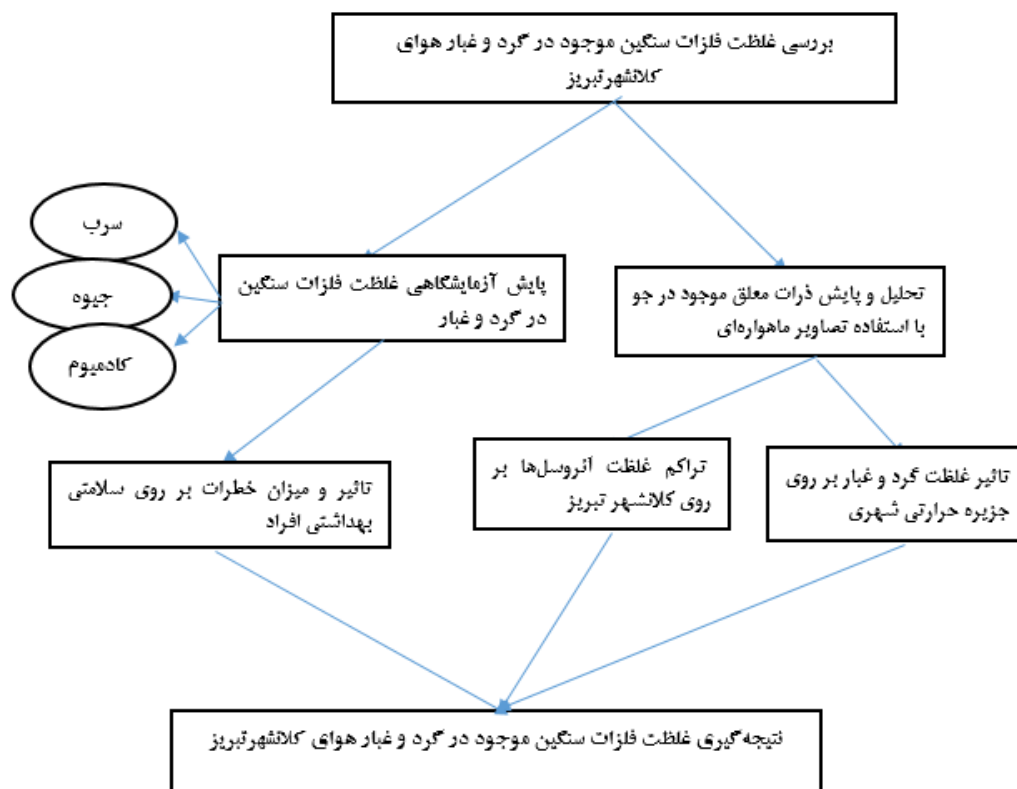 بررسی غلظت فلزات سنگین موجود در گرد و غبار هوای
کلانشهرتبریز
سرب
جیوه
کادمیوم
پایش آزمایشگاهی غلظت فلزات سنگین
در گرد و غبار
تحلیل و پایش ذرات معلق موجود در جو
با استفاده تصاویر ماهواره‌ای
تاثیر و میزان خطرات بر روی سلامتی
بهداشتی افراد
تراکم غلظت آئروسل‌ها بر
روی کلانشهر تبریز
تاثیر غلظت گرد و غبار بر روی
جزیره حرارتی شهری
نتیجه‌گیری غلظت فلزات سنگین موجود در گرد و غبار هوای کلانشهرتبریز